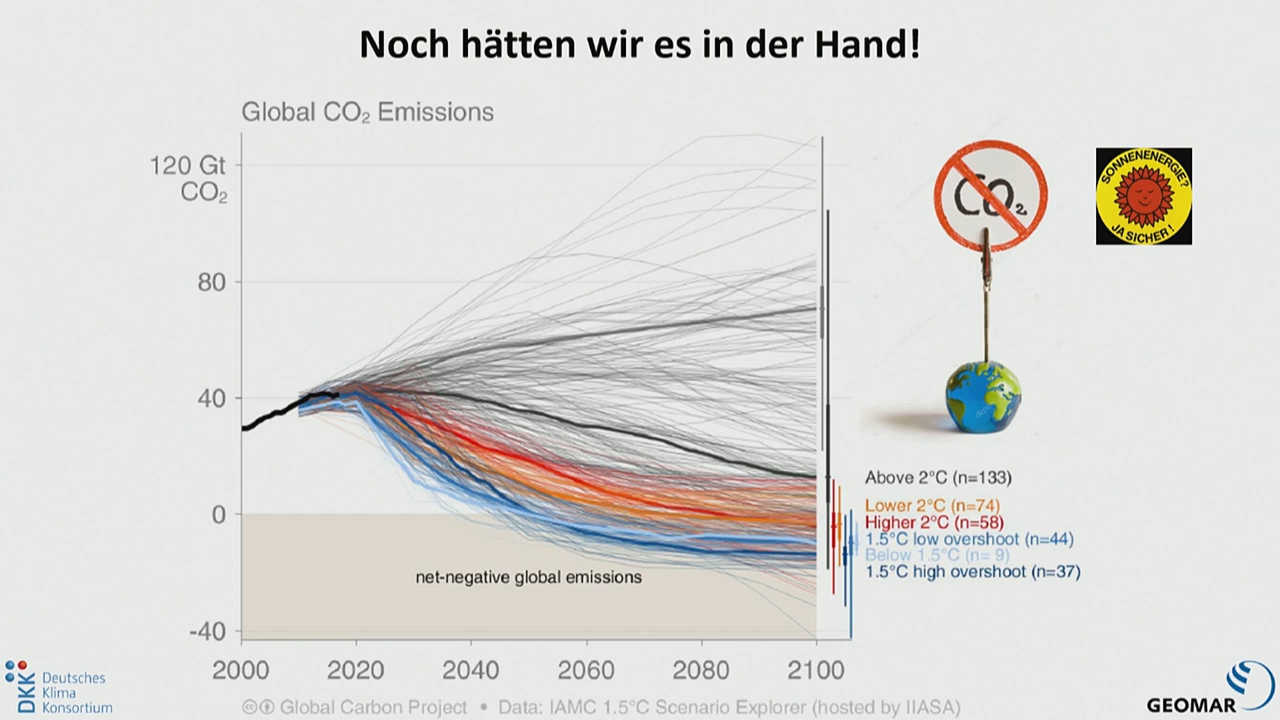 Noch hätten wir es in der Hand!
Global CO₂ Emissions
120 Gt
CO₂
80
40
0
-40
net-negative global emissions
2000 2020 2040 2060 2080 2100
CO₂
SONNENENERGIE?
JA SICHER!
Above 2°C (n=133)
Lower 2°C (n=74)
Higher 2°C (n=58)
1.5°C low overshoot (n=44)
Below 1.5°C (n= 9)
1.5°C high overshoot (n=37)
DKK Deutsches
Klima
Konsortium
Global Carbon Project • Data: IAMC 1.5°C Scenario Explorer (hosted by IIASA)
GEOMAR